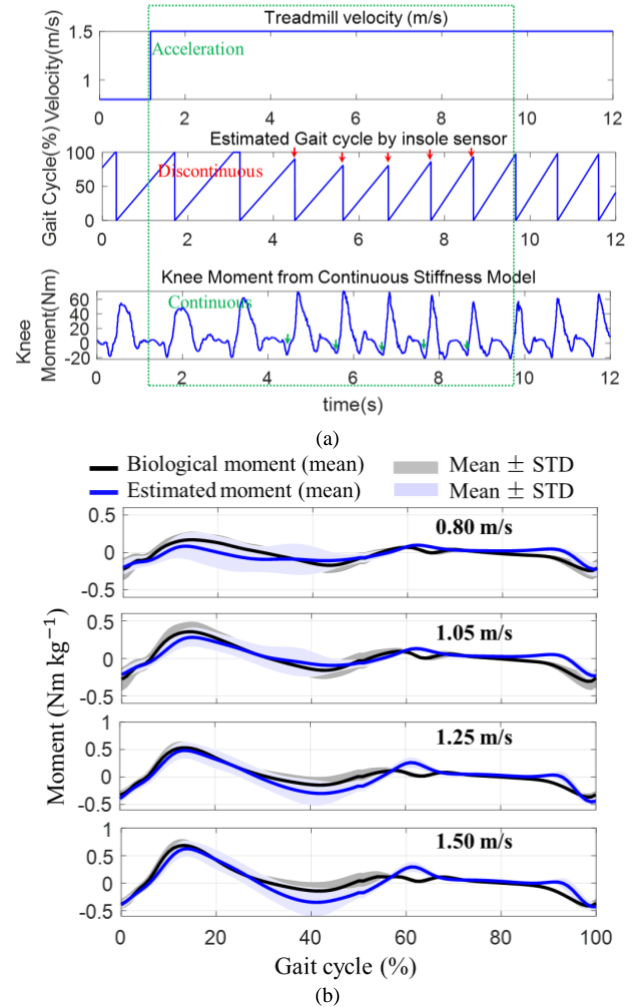 Treadmill velocity (m/s)
Velocity(m/s)
1.5
1
Acceleration
0 2 4 6 8 10 12
Estimated Gait cycle by insole sensor
Gait Cycle(%)
100
50
0
Discontinuous
0 2 4 6 8 10 12
Knee Moment from Continuous Stiffness Model
Knee
Moment(Nm)
60
40
20
0
-20
Continuous
0 2 4 6 8 10 12
time(s)
(a)
Biological moment (mean) Mean ± STD
Estimated moment (mean) Mean ± STD
Moment (Nm kg⁻¹)
0.5
0
-0.5
0.80 m/s
0.5
0
-0.5
1.05 m/s
1
0.5
0
-0.5
1.25 m/s
1
0.5
0
-0.5
1.50 m/s
0 20 40 60 80 100
Gait cycle (%)
(b)